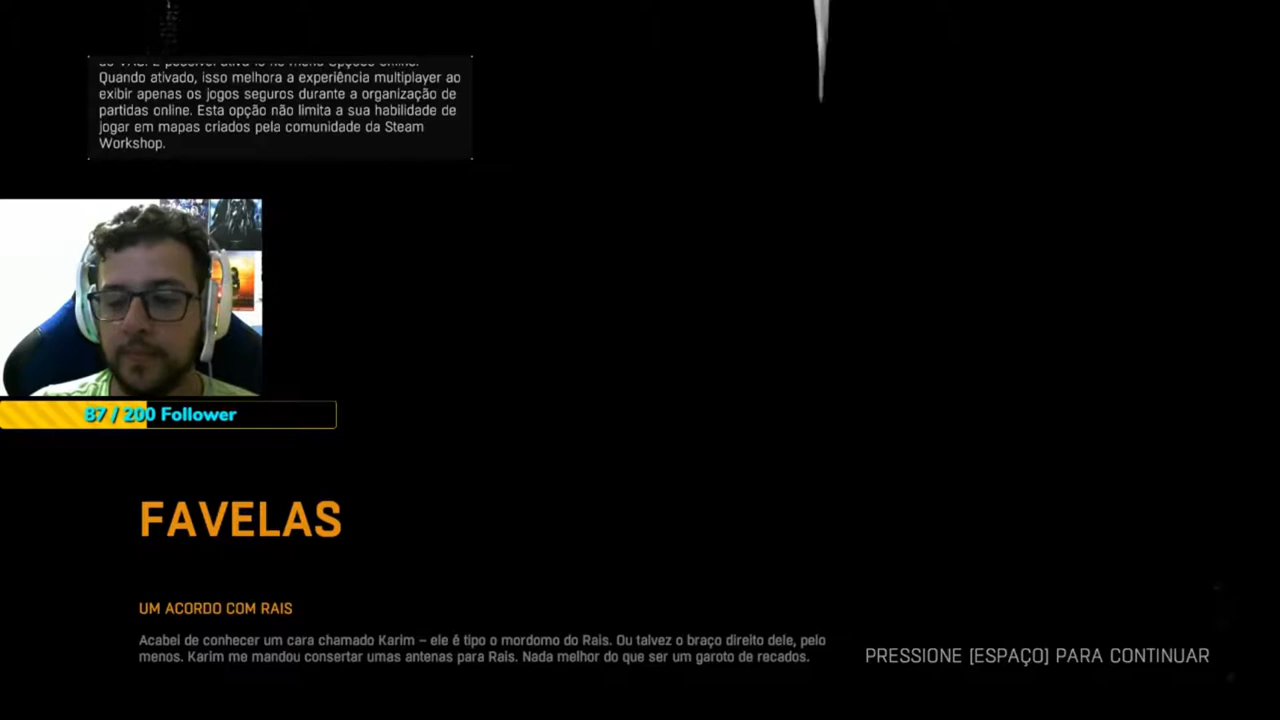 Quando ativado, isso melhora a experiência multiplayer ao
exibir apenas os jogos seguros durante a organização de
partidas online. Esta opção não limita a sua habilidade de
jogar em mapas criados pela comunidade da Steam
Workshop.
87 / 200 Follower
FAVELAS
UM ACORDO COM RAIS
Acabei de conhecer um cara chamado Karim – ele é tipo o mordomo do Rais. Ou talvez o braço direito dele, pelo
menos. Karim me mandou consertar umas antenas para Rais. Nada melhor do que ser um garoto de recados.
PRESSIONE [ESPAÇO] PARA CONTINUAR